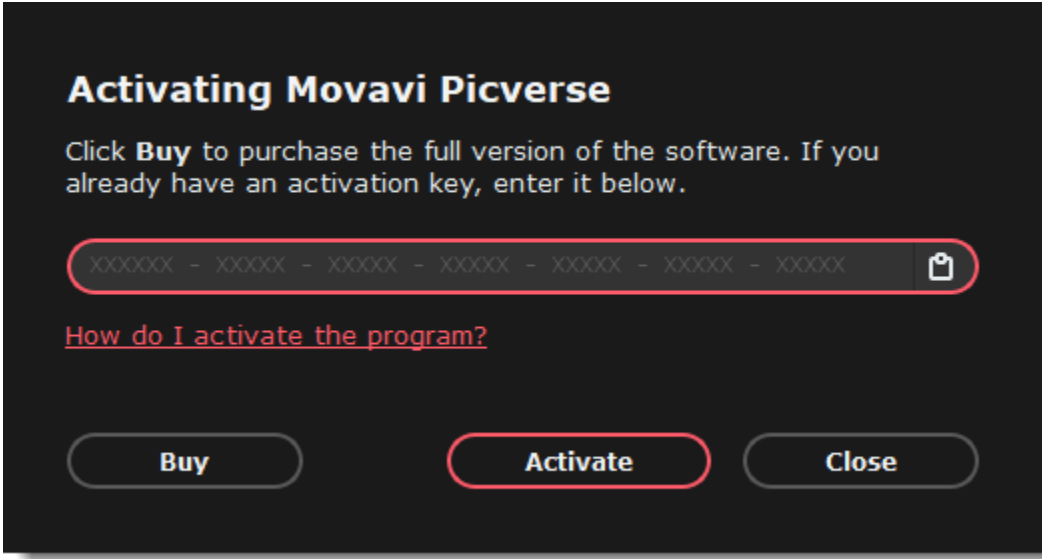 Activating Movavi Picverse
Click Buy to purchase the full version of the software. If you
already have an activation key, enter it below.
XXXXXX - XXXXX - XXXXX - XXXXX - XXXXX - XXXXX - XXXXX
How do I activate the program?
Buy Activate Close